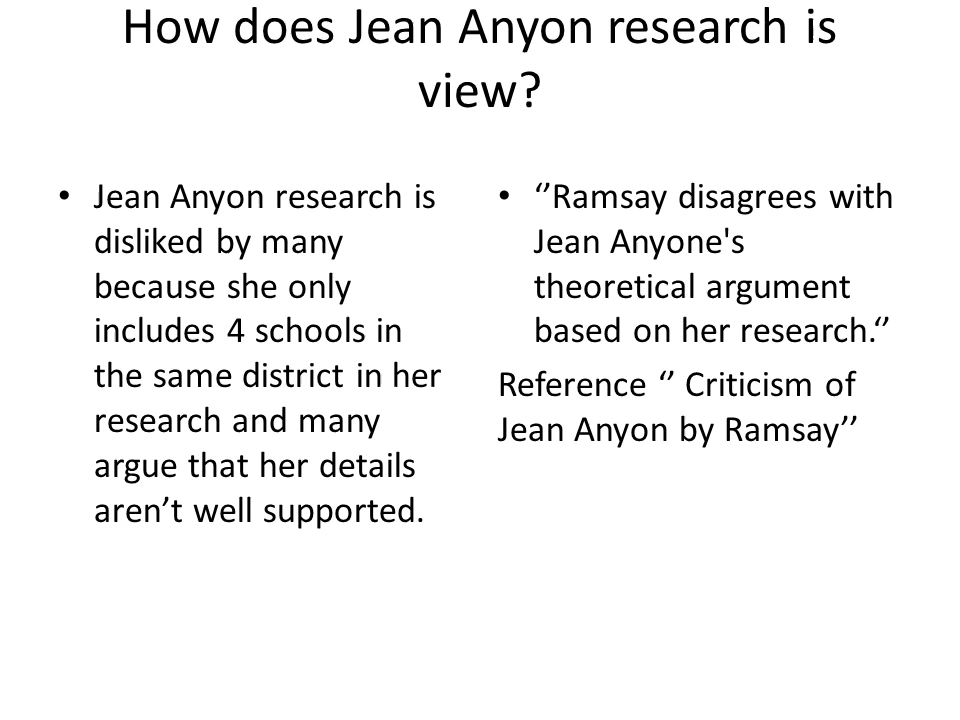 How does Jean Anyon research is
view?
• Jean Anyon research is
disliked by many
because she only
includes 4 schools in
the same district in her
research and many
argue that her details
aren’t well supported.
• ‘’Ramsay disagrees with
Jean Anyone's
theoretical argument
based on her research.‘’
Reference ‘’ Criticism of
Jean Anyon by Ramsay’’